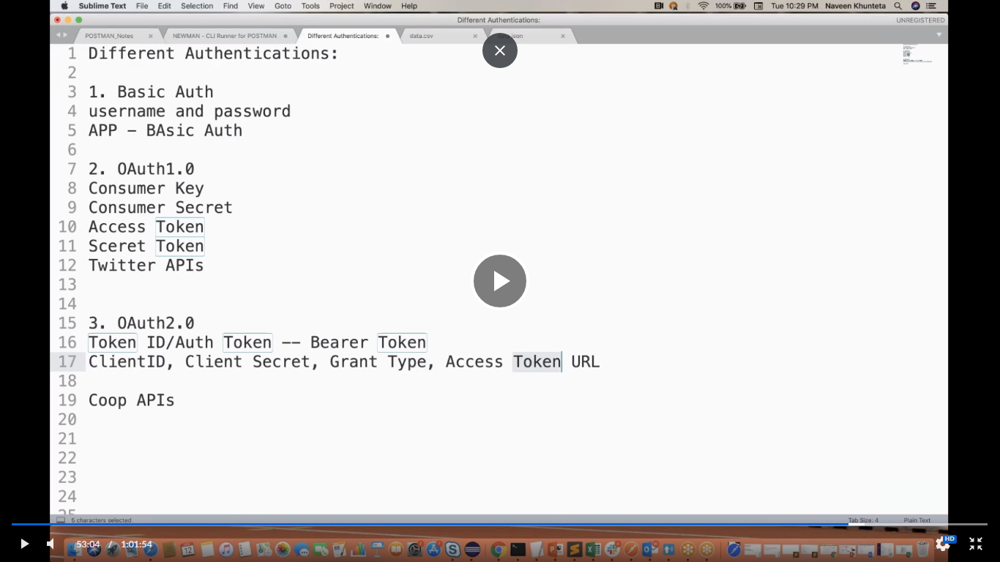 Sublime Text File Edit Selection Find View Goto Tools Project Window Help 100% Tue 10:29 PM Naveen Khunteta
Different Authentications: UNREGISTERED
POSTMAN_Notes NEWMAN - CLI Runner for POSTMAN Different Authentications: data.csv json
1 Different Authentications:
2
3 1. Basic Auth
4 username and password
5 APP - BAsic Auth
6
7 2. OAuth1.0
8 Consumer Key
9 Consumer Secret
10 Access Token
11 Sceret Token
12 Twitter APIs
13
14
15 3. OAuth2.0
16 Token ID/Auth Token -- Bearer Token
17 ClientID, Client Secret, Grant Type, Access Token URL
18
19 Coop APIs
20
21
22
23
24
25
5 characters selected Tab Size: 4 Plain Text
53:04 / 1:01:54 HD